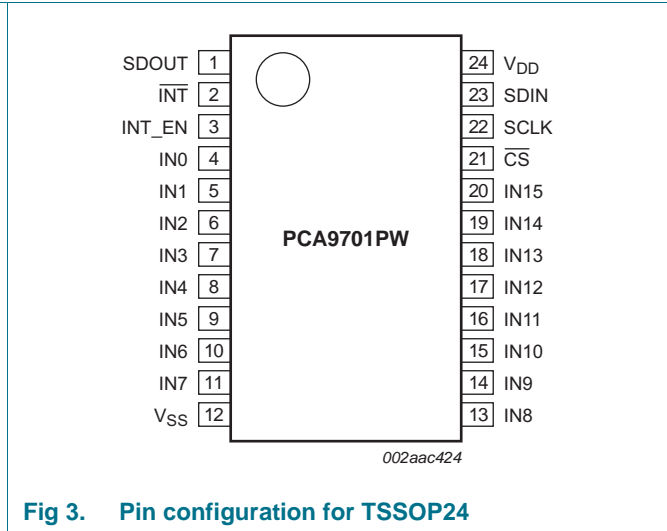 SDOUT 1
INT 2
INT_EN 3
IN0 4
IN1 5
IN2 6
IN3 7
IN4 8
IN5 9
IN6 10
IN7 11
VSS 12
PCA9701PW
24 VDD
23 SDIN
22 SCLK
21 CS
20 IN15
19 IN14
18 IN13
17 IN12
16 IN11
15 IN10
14 IN9
13 IN8
002aac424
Fig 3. Pin configuration for TSSOP24